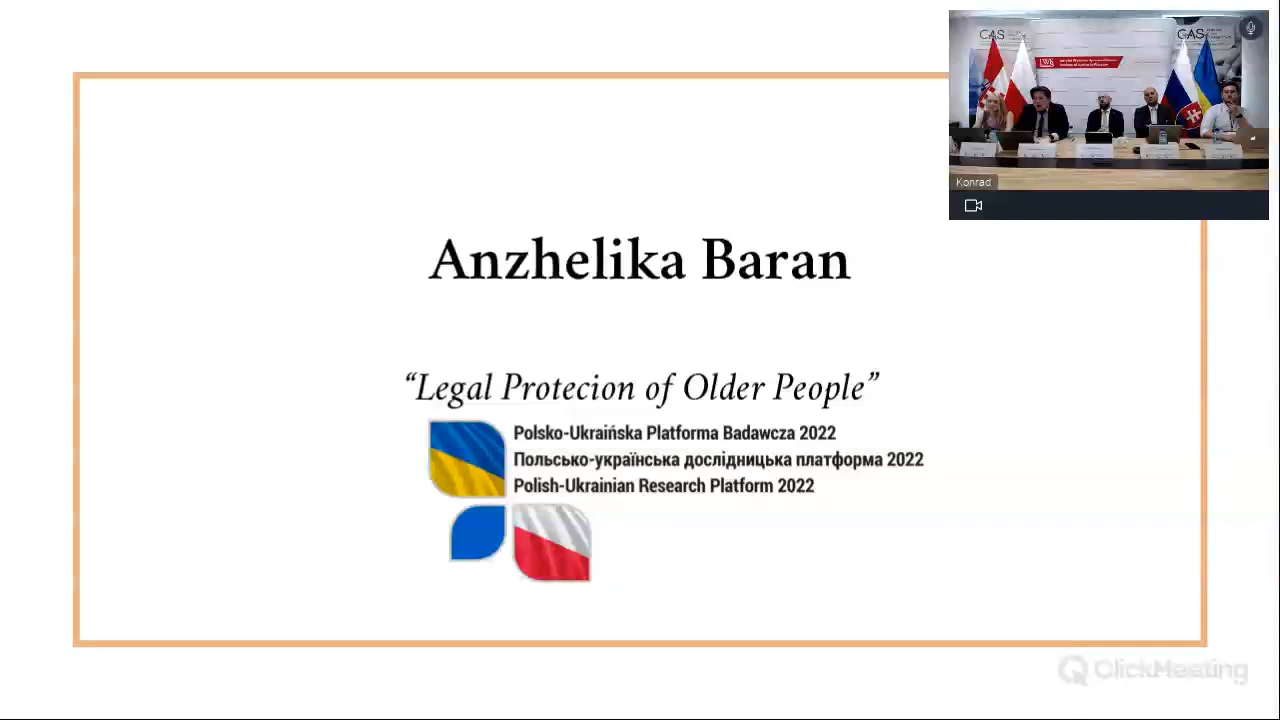 CAS
CAS
IWS
Konrad
Anzhelika Baran
“Legal Protecion of Older People”
Polsko-Ukraińska Platforma Badawcza 2022
Польсько-українська дослідницька платформа 2022
Polish-Ukrainian Research Platform 2022
ClickMeeting